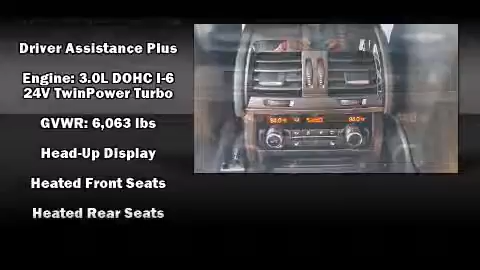 Driver Assistance Plus
Engine: 3.0L DOHC I-6
24V TwinPower Turbo
GVWR: 6,063 lbs
Head-Up Display
Heated Front Seats
Heated Rear Seats